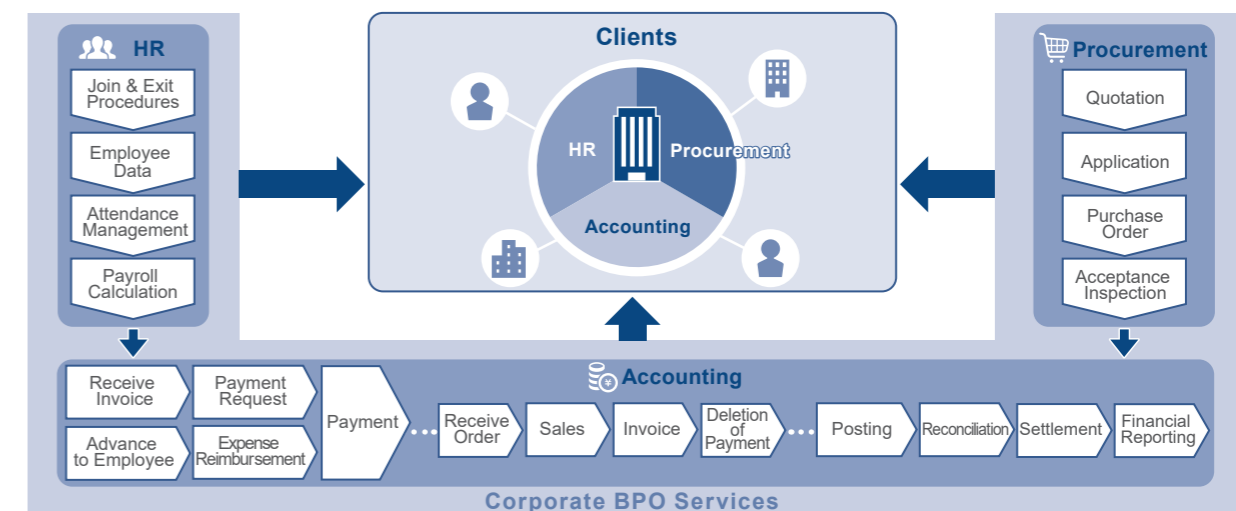 HR
Join & Exit
Procedures
Employee
Data
Attendance
Management
Payroll
Calculation
Clients
HR
Procurement
Accounting
Procurement
Quotation
Application
Purchase
Order
Acceptance
Inspection
Accounting
Receive
Invoice
Payment
Request
Advance
to Employee
Expense
Reimbursement
Payment
Receive
Order
Sales
Invoice
Deletion
of
Payment
Posting
Reconciliation
Settlement
Financial
Reporting
Corporate BPO Services